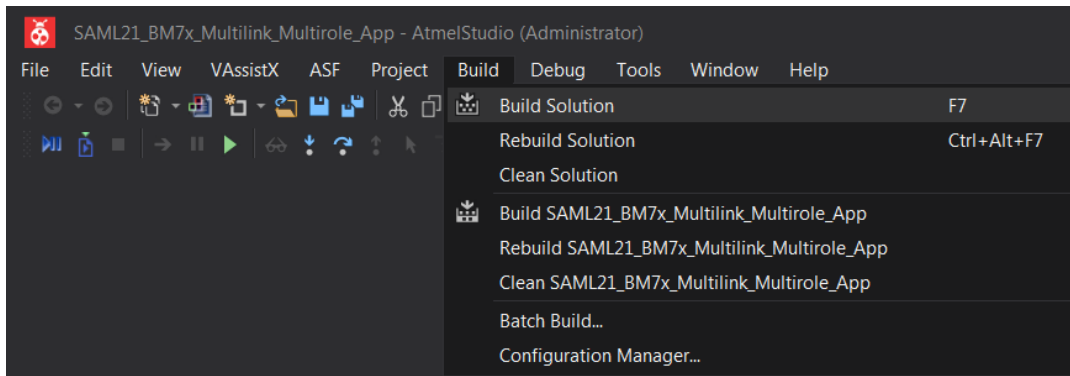 SAML21_BM7x_Multilink_Multirole_App - AtmelStudio (Administrator)
File Edit View VAssistX ASF Project Build Debug Tools Window Help
Build Solution F7
Rebuild Solution Ctrl+Alt+F7
Clean Solution
Build SAML21_BM7x_Multilink_Multirole_App
Rebuild SAML21_BM7x_Multilink_Multirole_App
Clean SAML21_BM7x_Multilink_Multirole_App
Batch Build...
Configuration Manager...